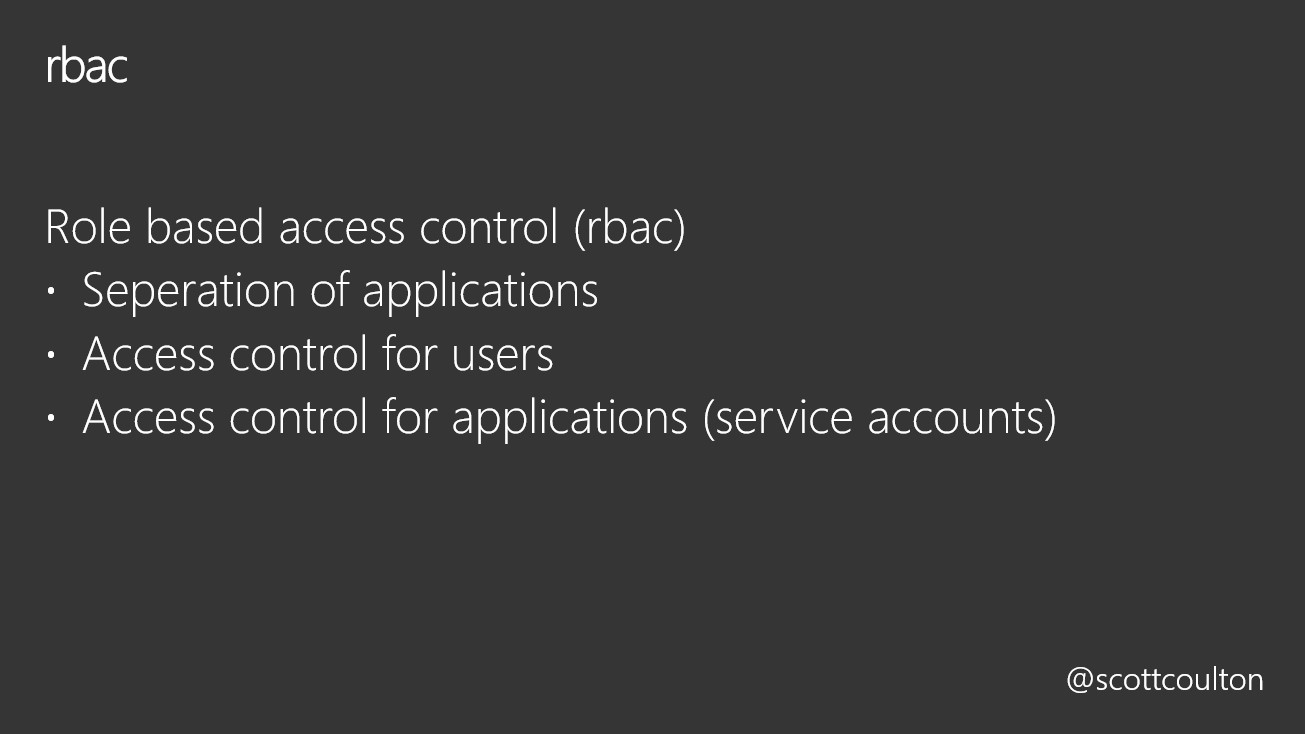 rbac
Role based access control (rbac)
• Seperation of applications
• Access control for users
• Access control for applications (service accounts)
@scottcoulton